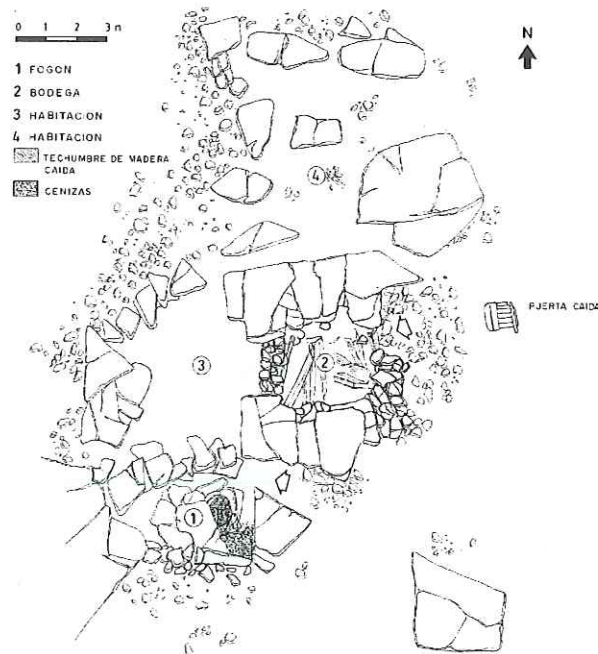 0 1 2 3 m
N
1 FOGON
2 BODEGA
3 HABITACION
4 HABITACION
TECHUMBRE DE MADERA
CAIDA
CENIZAS
4
PUERTA CAIDA
3
2
1